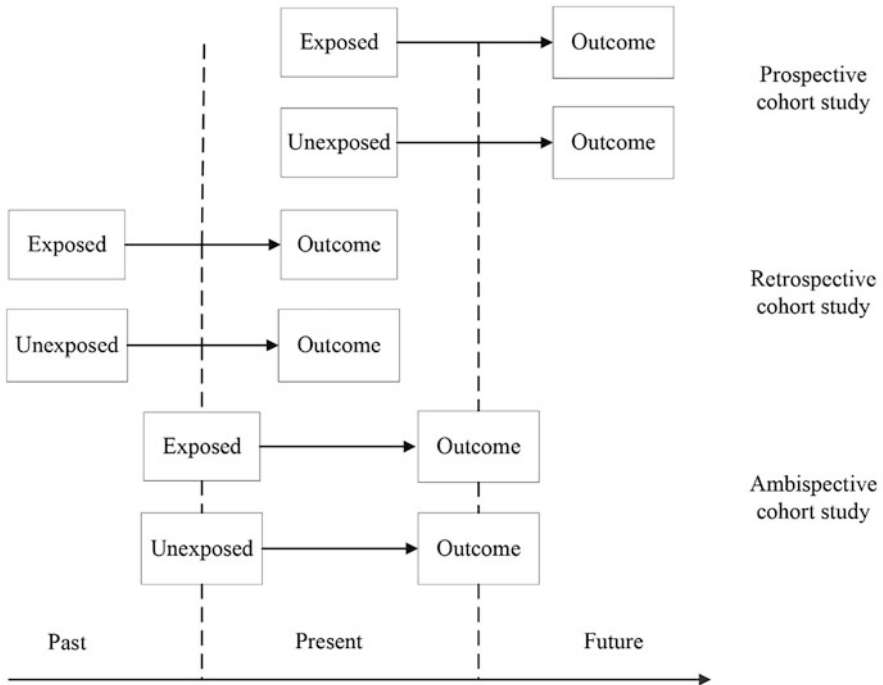 Exposed
Outcome
Prospective
cohort study
Unexposed
Outcome
Exposed
Outcome
Retrospective
cohort study
Unexposed
Outcome
Exposed
Outcome
Ambispective
cohort study
Unexposed
Outcome
Past
Present
Future